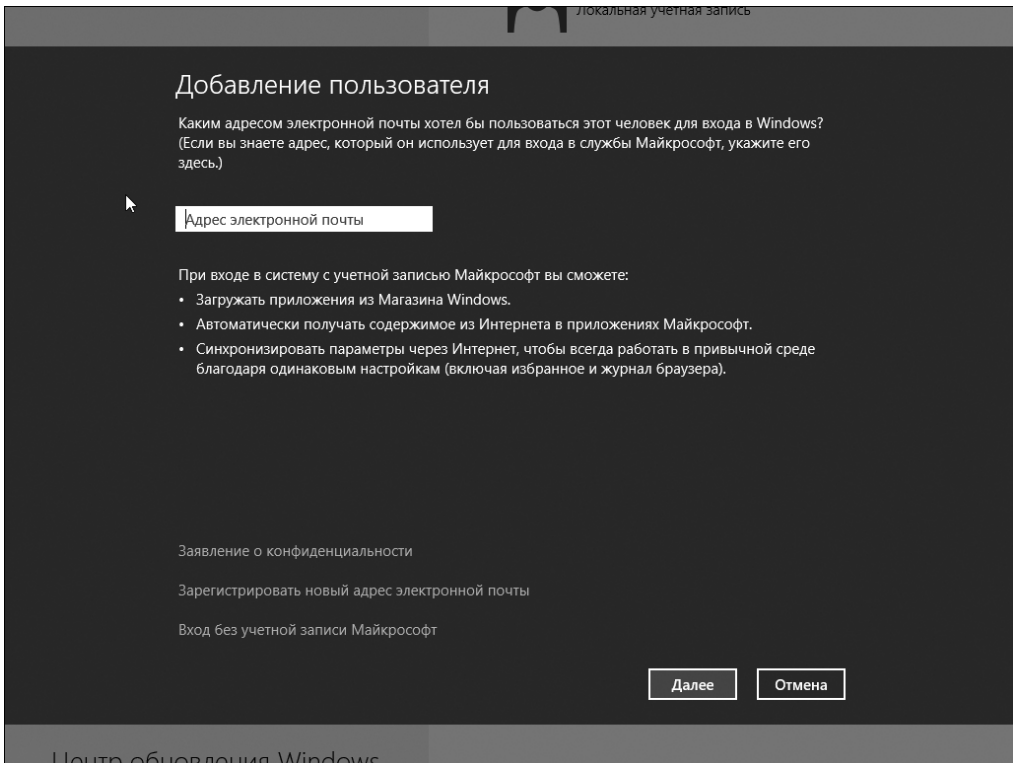 Локальная учетная запись
Добавление пользователя
Каким адресом электронной почты хотел бы пользоваться этот человек для входа в Windows?
(Если вы знаете адрес, который он использует для входа в службы Майкрософт, укажите его
здесь.)
Адрес электронной почты
При входе в систему с учетной записью Майкрософт вы сможете:
• Загружать приложения из Магазина Windows.
• Автоматически получать содержимое из Интернета в приложениях Майкрософт.
• Синхронизировать параметры через Интернет, чтобы всегда работать в привычной среде
благодаря одинаковым настройкам (включая избранное и журнал браузера).
Заявление о конфиденциальности
Зарегистрировать новый адрес электронной почты
Вход без учетной записи Майкрософт
Далее Отмена
Центр обновления Windows